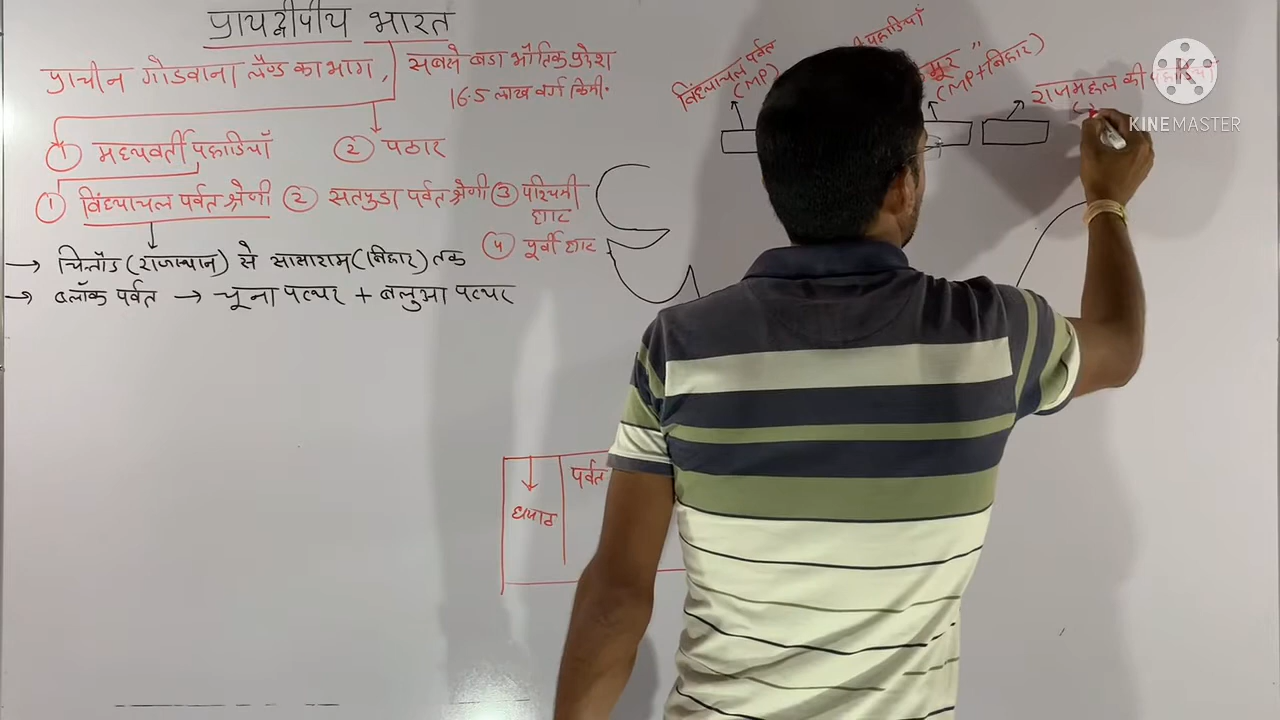 प्रायद्वीपीय भारत
प्राचीन गोंडवाना लैण्ड का भाग, सबसे बडा भौतिक प्रदेश
16.5 लाख वर्ग किमी.
① मध्यवर्ती पहाडियाँ ② पठार
① विंध्याचल पर्वत श्रेणी ② सतपुडा पर्वत श्रेणी ③ पश्चिमी घाट
④ पूर्वी घाट
→ चित्तौड (राजस्थान) से सासाराम (बिहार) तक
→ ब्लॉक पर्वत → चूना पत्थर + बलुआ पत्थर
विंध्याचल पर्वत
(MP)
पहाडियाँ
"
(MP+बिहार)
राजमहल की पहाडियाँ
पर्वत
K
KINEMASTER